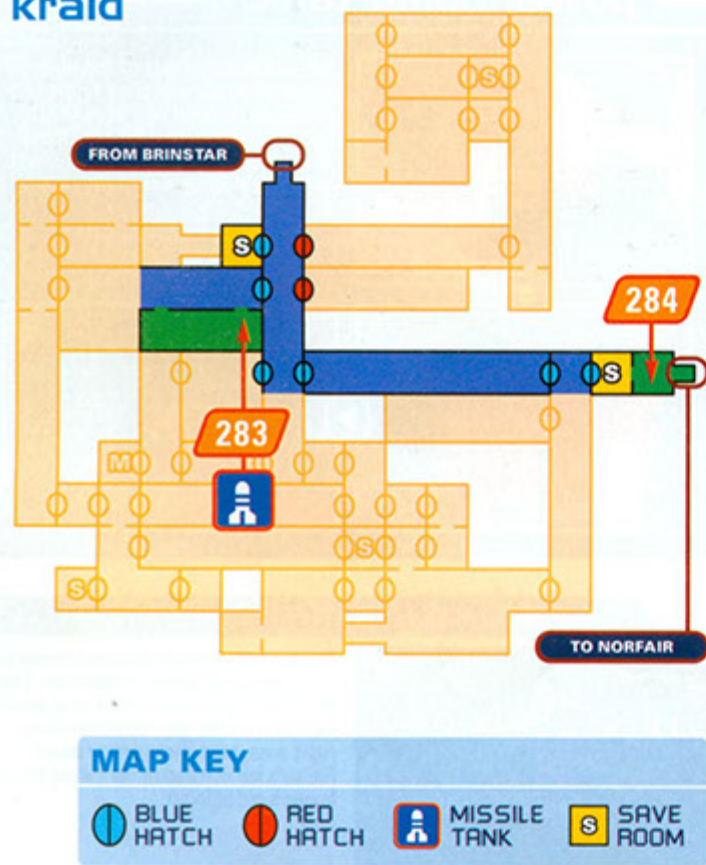 kraid
FROM BRINSTAR
S
S
284
S
283
M
S
S
TO NORFAIR
MAP KEY
BLUE
HATCH
RED
HATCH
MISSILE
TANK
S
SAVE
ROOM